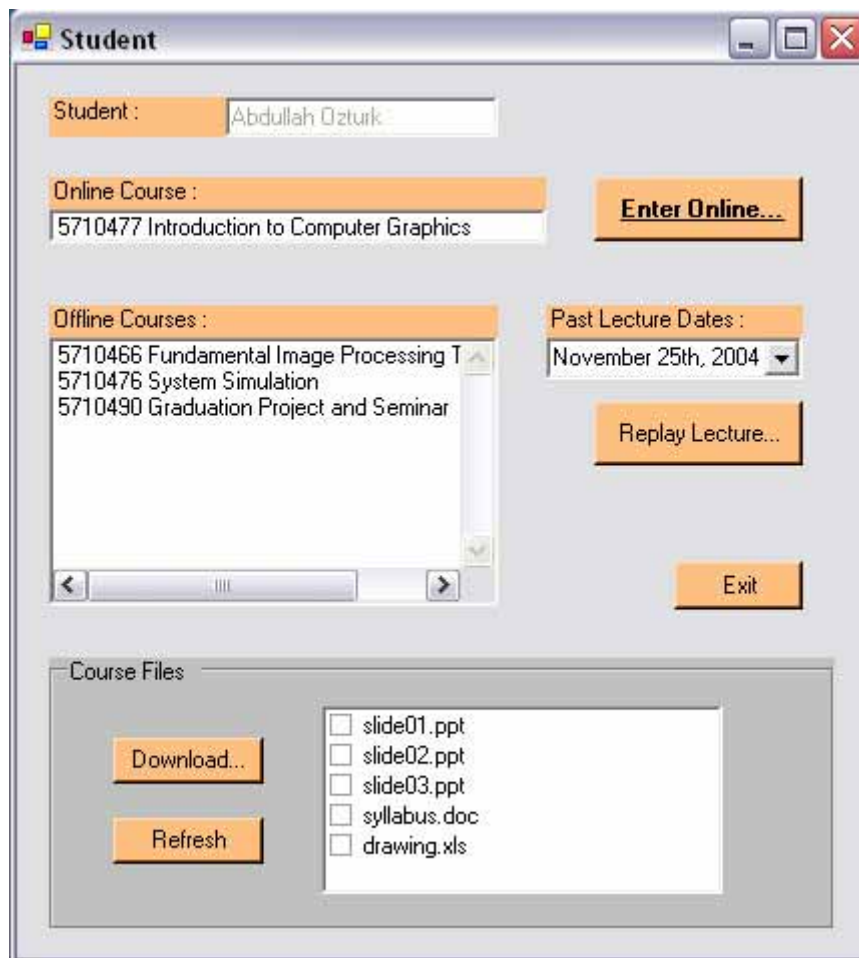 Student
Student :
Abdullah Ozturk
Online Course :
5710477 Introduction to Computer Graphics
Enter Online...
Offline Courses :
5710466 Fundamental Image Processing T
5710476 System Simulation
5710490 Graduation Project and Seminar
Past Lecture Dates :
November 25th, 2004
Replay Lecture...
Exit
Course Files
Download...
Refresh
slide01.ppt
slide02.ppt
slide03.ppt
syllabus.doc
drawing.xls